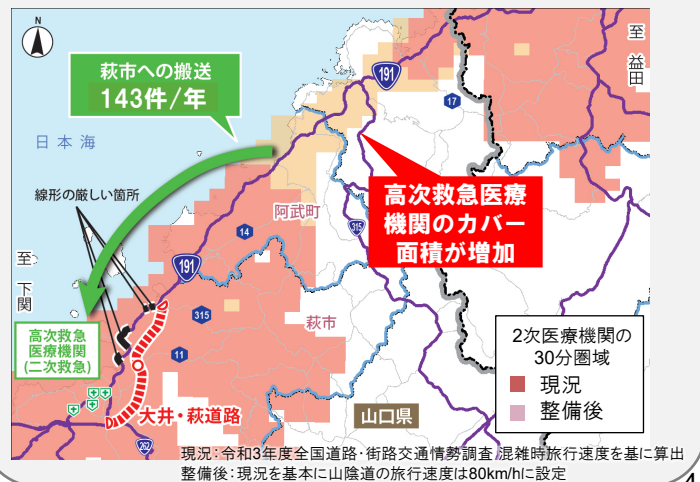 N
191
至
益
田
萩市への搬送
143件/年
17
日本海
線形の厳しい箇所
高次救急医療
機関のカバー
面積が増加
阿武町
315
14
至
下
関
191
315
萩市
高次救急
医療機関
(二次救急)
11
2次医療機関の
30分圏域
現況
整備後
大井・萩道路
山口県
262
現況:令和3年度全国道路・街路交通情勢調査 混雑時旅行速度を基に算出
整備後:現況を基本に山陰道の旅行速度は80km/hに設定
4